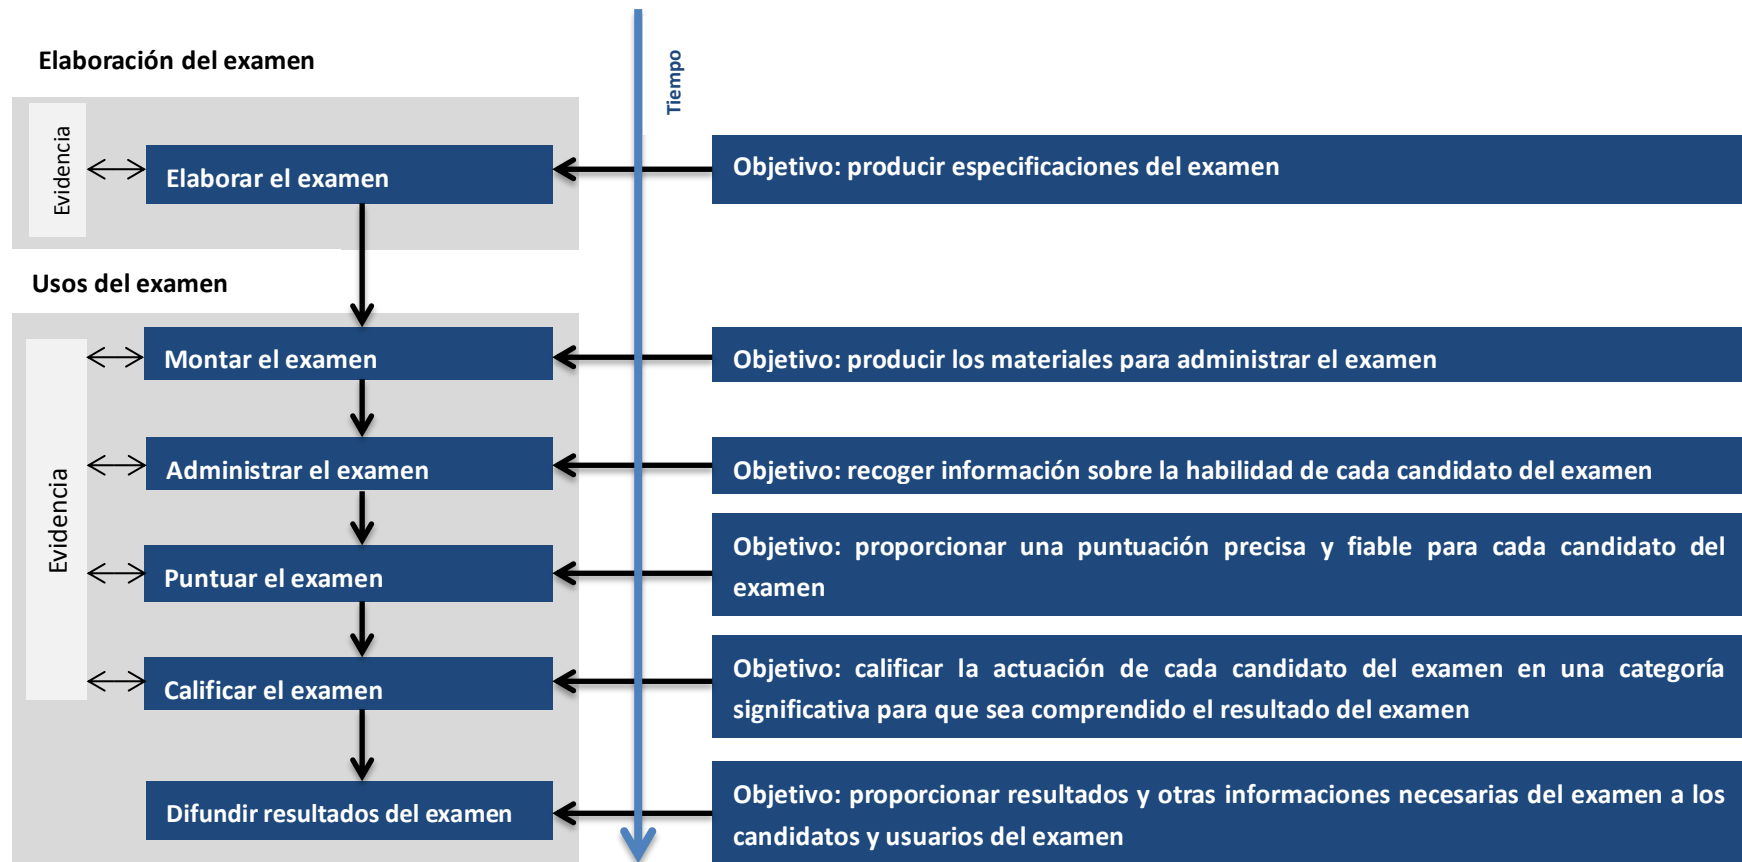 Elaboración del examen
Tiempo
Evidencia
Elaborar el examen
Objetivo: producir especificaciones del examen
Usos del examen
Evidencia
Montar el examen
Objetivo: producir los materiales para administrar el examen
Administrar el examen
Objetivo: recoger información sobre la habilidad de cada candidato del examen
Puntuar el examen
Objetivo: proporcionar una puntuación precisa y fiable para cada candidato del
examen
Calificar el examen
Objetivo: calificar la actuación de cada candidato del examen en una categoría
significativa para que sea comprendido el resultado del examen
Difundir resultados del examen
Objetivo: proporcionar resultados y otras informaciones necesarias del examen a los
candidatos y usuarios del examen